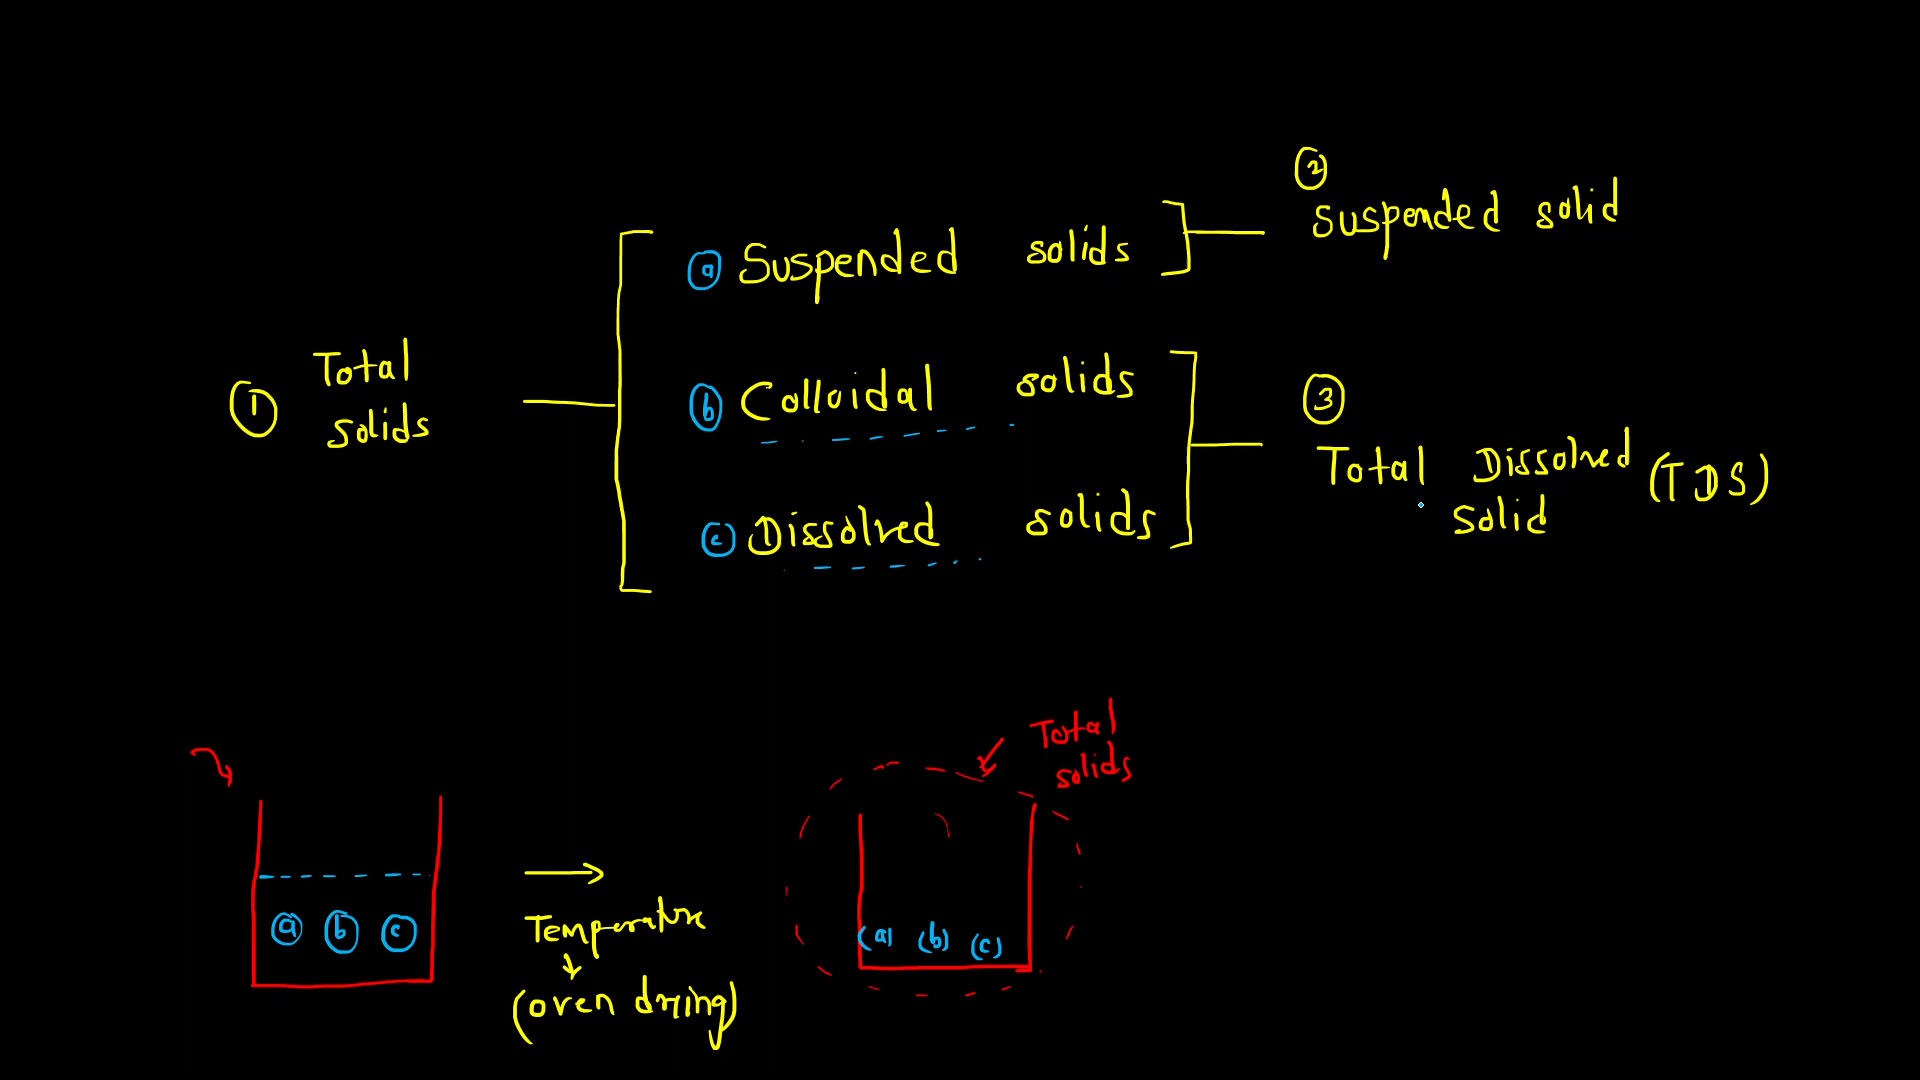 ②
Suspended solid
ⓐ Suspended solids
① Total
solids
ⓑ Colloidal solids
③
Total Dissolved (TDS)
solid
ⓒ Dissolved solids
Total
solids
ⓐ ⓑ ⓒ
Temperature
(oven drying)
(a) (b) (c)